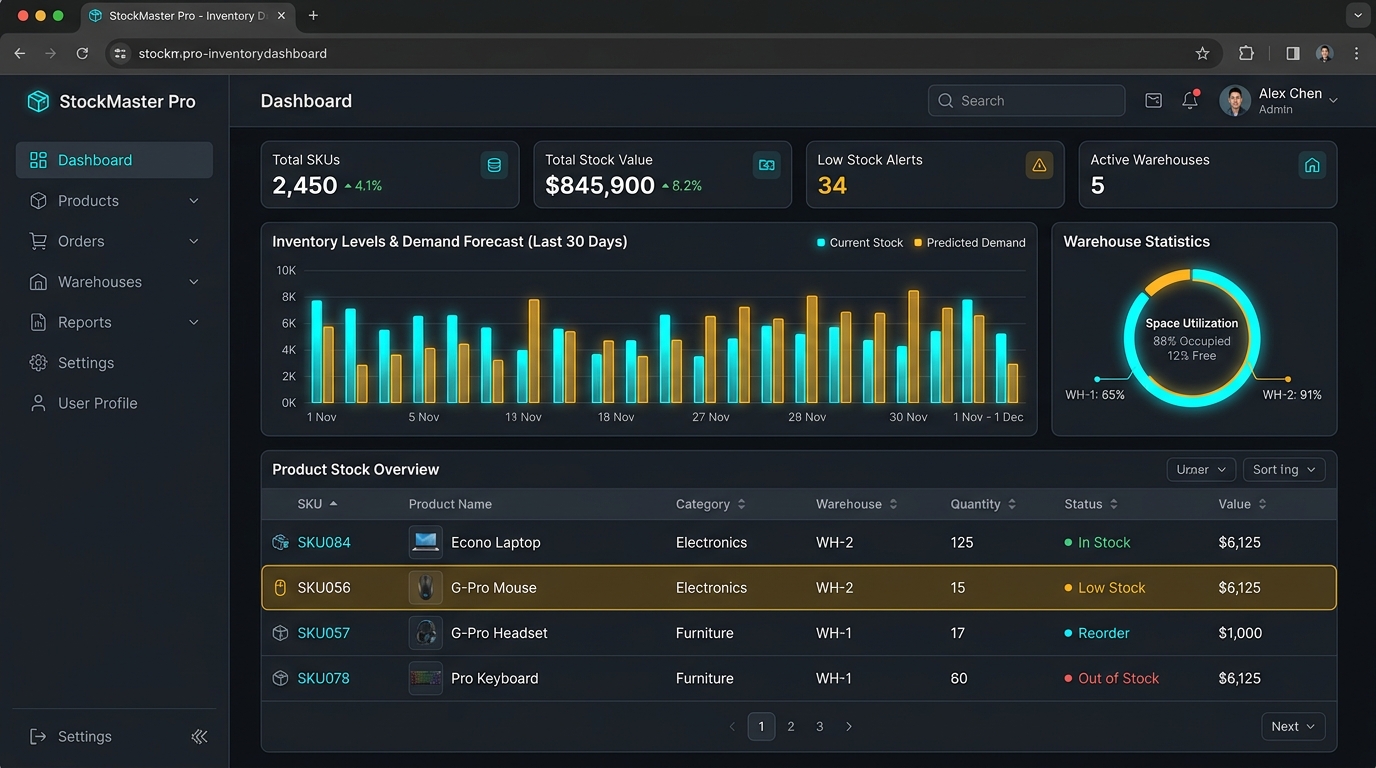 StockMaster Pro - Inventory D
stockm.pro-inventorydashboard
StockMaster Pro
Dashboard
Search
Alex Chen
Admin
Dashboard
Products
Orders
Warehouses
Reports
Settings
User Profile
Settings
Total SKUs
2,450 4.1%
Total Stock Value
$845,900 8.2%
Low Stock Alerts
34
Active Warehouses
5
Inventory Levels & Demand Forecast (Last 30 Days)
Current Stock Predicted Demand
10K
8K
6K
4K
2K
0K
1 Nov 5 Nov 13 Nov 18 Nov 27 Nov 28 Nov 30 Nov 1 Nov - 1 Dec
Warehouse Statistics
Space Utilization
88% Occupied
Free
WH-1: 65% WH-2: 91%
Product Stock Overview
Sorting
SKU Product Name Category Warehouse Quantity Status Value
SKU084 Econo Laptop Electronics WH-2 125 In Stock $6,125
SKU056 G-Pro Mouse Electronics WH-2 15 Low Stock $6,125
SKU057 G-Pro Headset Furniture WH-1 17 Reorder $1,000
SKU078 Pro Keyboard Furniture WH-1 Out of Stock $6,125
1 2 3
Next